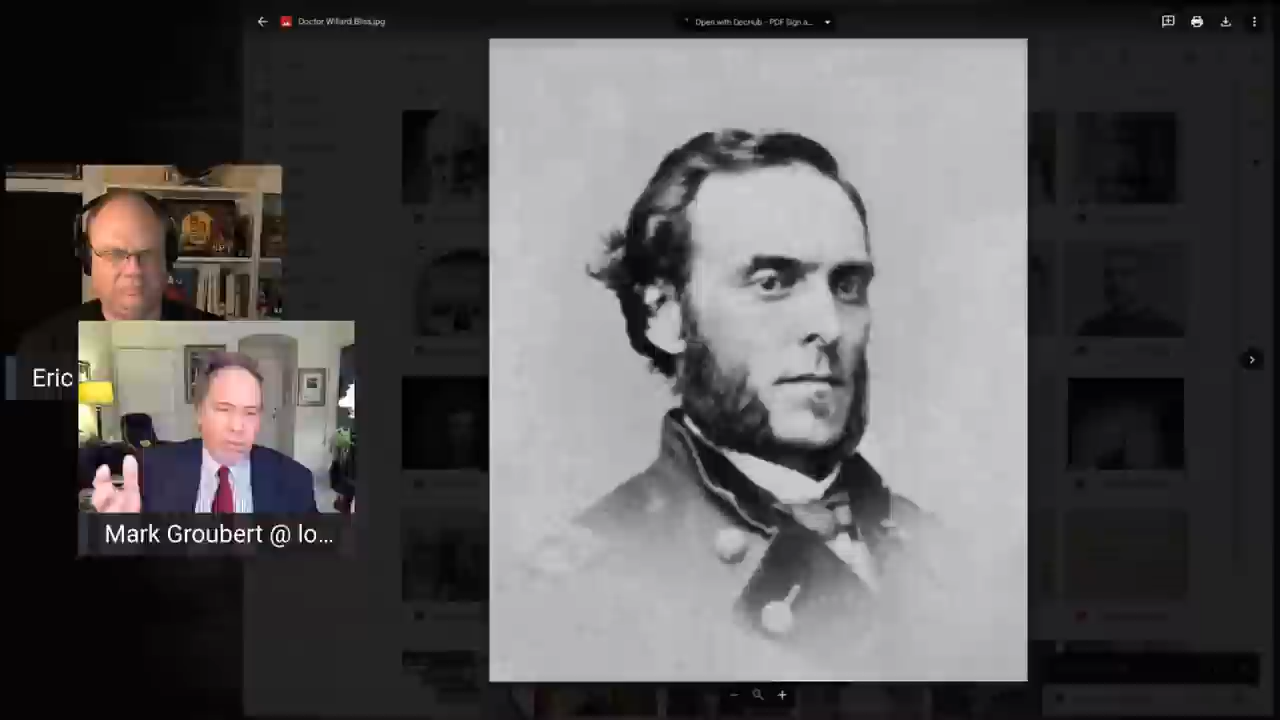 Doctor Willard Bliss.jpg
Open with DocHub - PDF Sign a...
Eric
Mark Groubert @ lo...